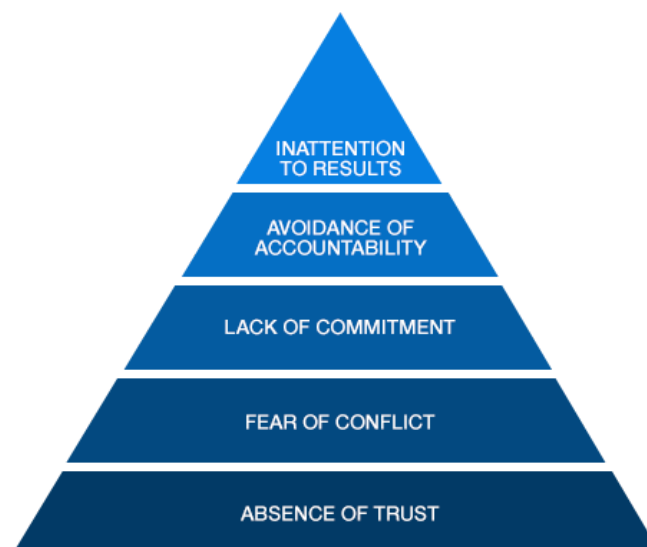 INATTENTION
TO RESULTS
AVOIDANCE OF
ACCOUNTABILITY
LACK OF COMMITMENT
FEAR OF CONFLICT
ABSENCE OF TRUST